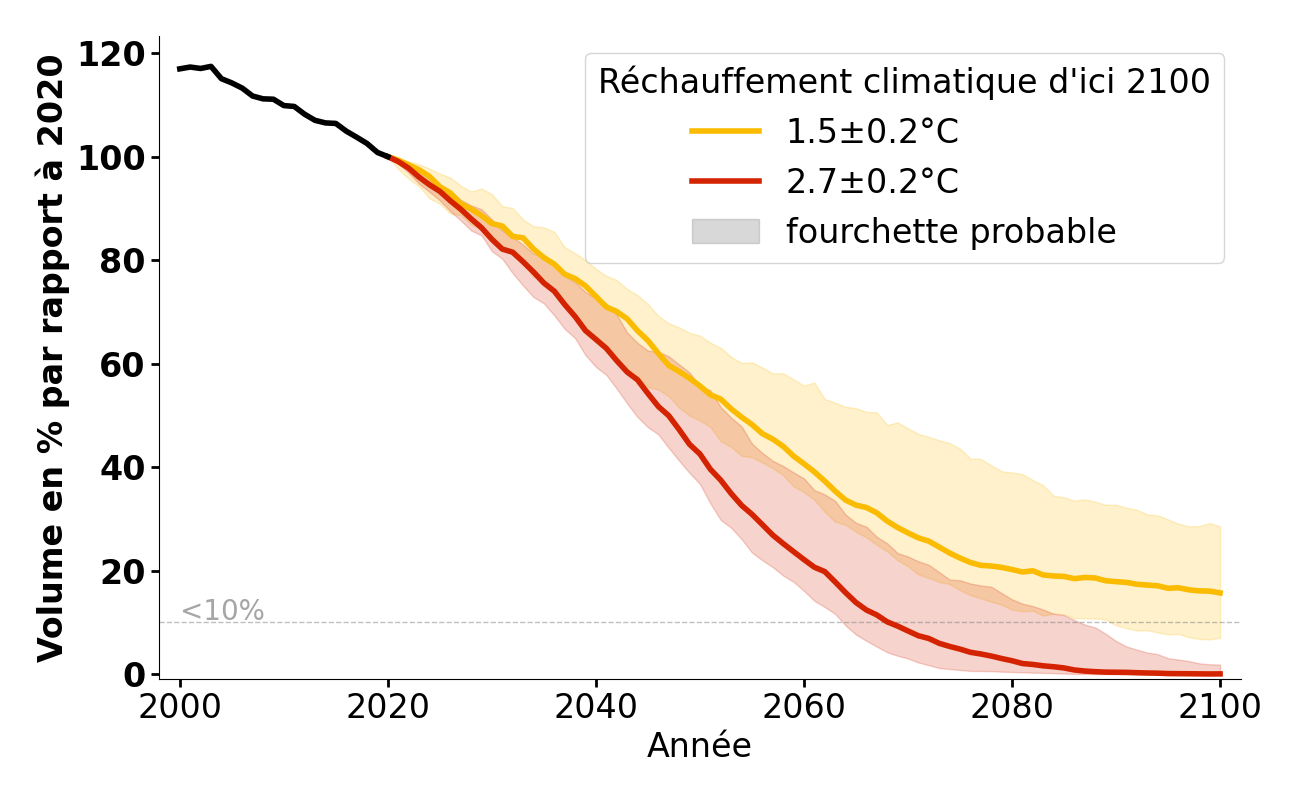 Volume en % par rapport à 2020
120
100
80
60
40
20
0
Réchauffement climatique d'ici 2100
1.5±0.2°C
2.7±0.2°C
fourchette probable
<10%
2000 2020 2040 2060 2080 2100
Année